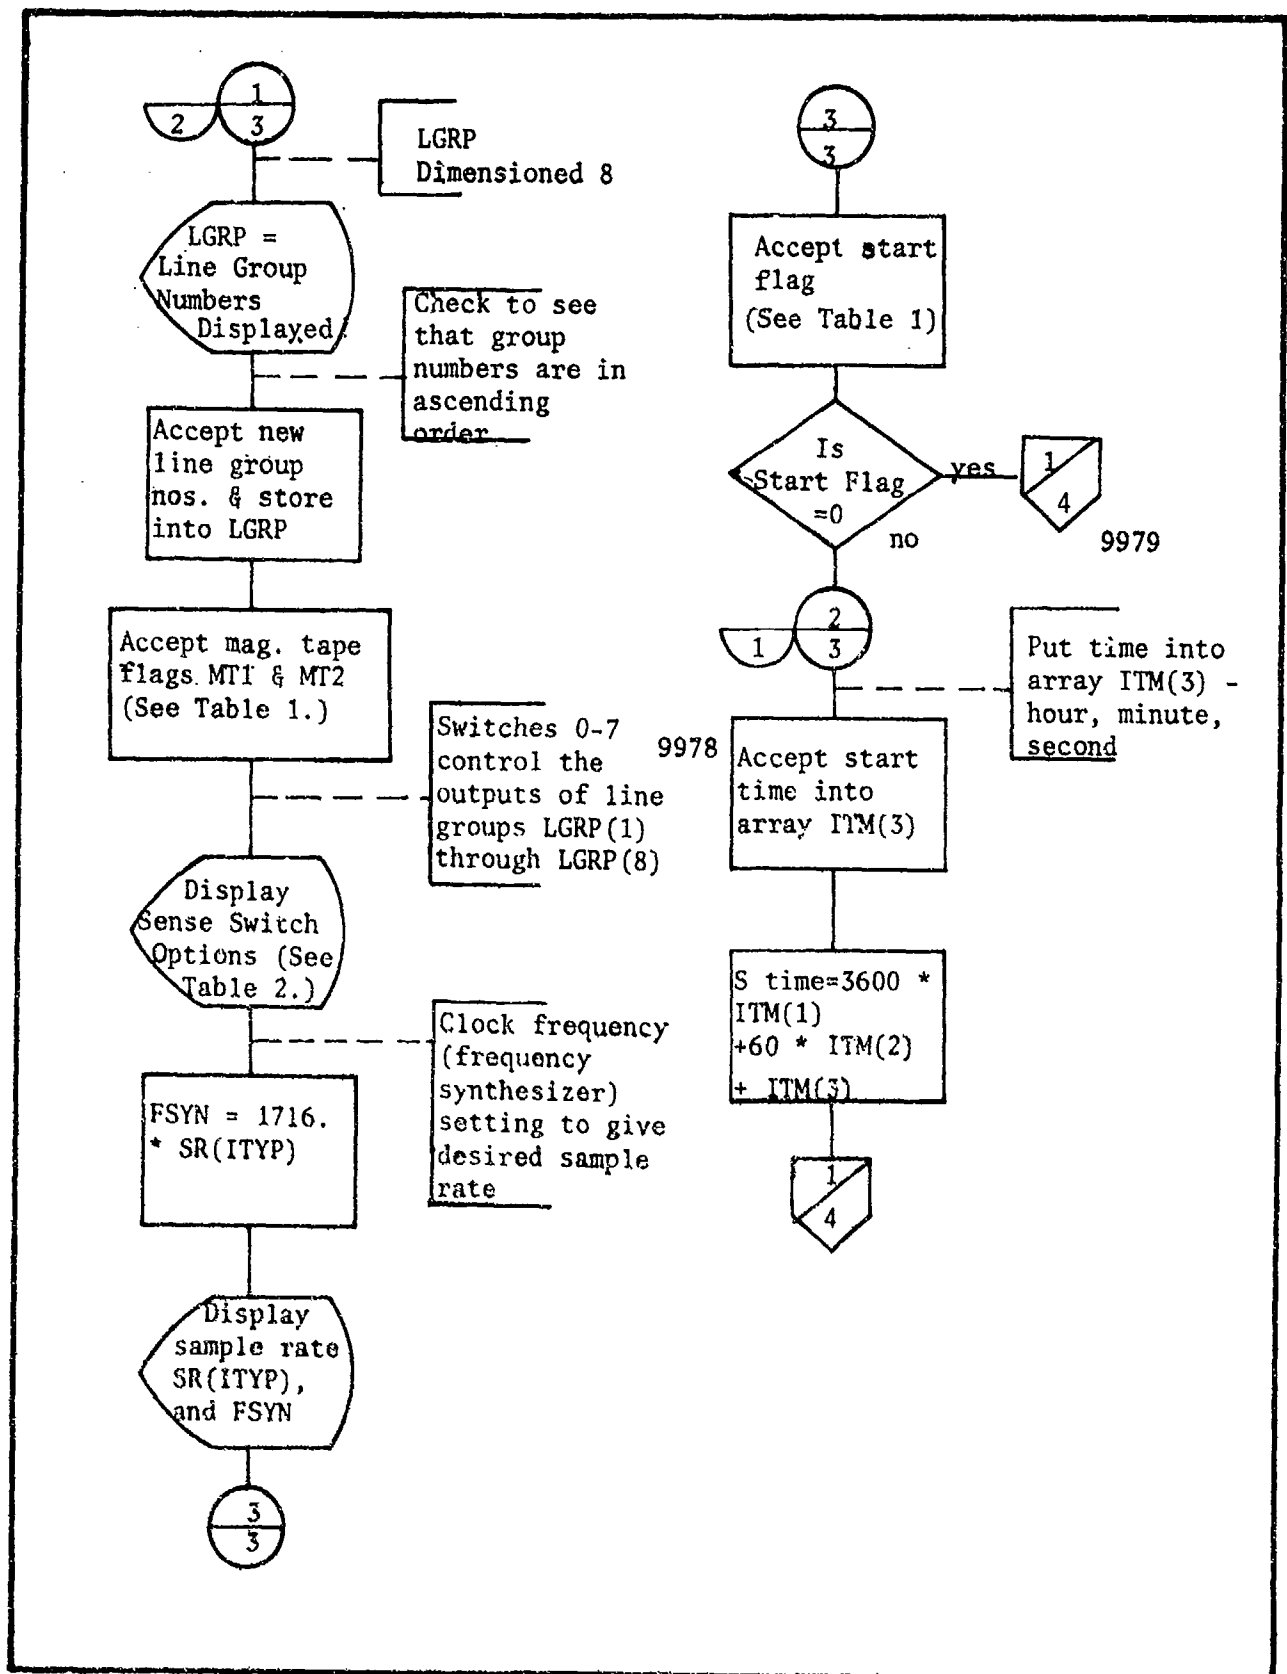 1
2
3
LGRP
Dimensioned 8
LGRP =
Line Group
Numbers
Displayed
Check to see
that group
numbers are in
ascending
order
Accept new
line group
nos. & store
into LGRP
Accept mag. tape
flags MT1 & MT2
(See Table 1.)
Switches 0-7
control the
outputs of line
groups LGRP(1)
through LGRP(8)
Display
Sense Switch
Options (See
Table 2.)
Clock frequency
(frequency
synthesizer)
setting to give
desired sample
rate
FSYN = 1716.
* SR(ITYP)
Display
sample rate
SR(ITYP),
and FSYN
3
3
3
3
Accept start
flag
(See Table 1)
Is
Start Flag
=0
yes
1
4
no
9979
2
1
3
Put time into
array ITM(3) -
hour, minute,
second
9978
Accept start
time into
array ITM(3)
S time=3600 *
ITM(1)
+60 * ITM(2)
+ ITM(3)
1
4